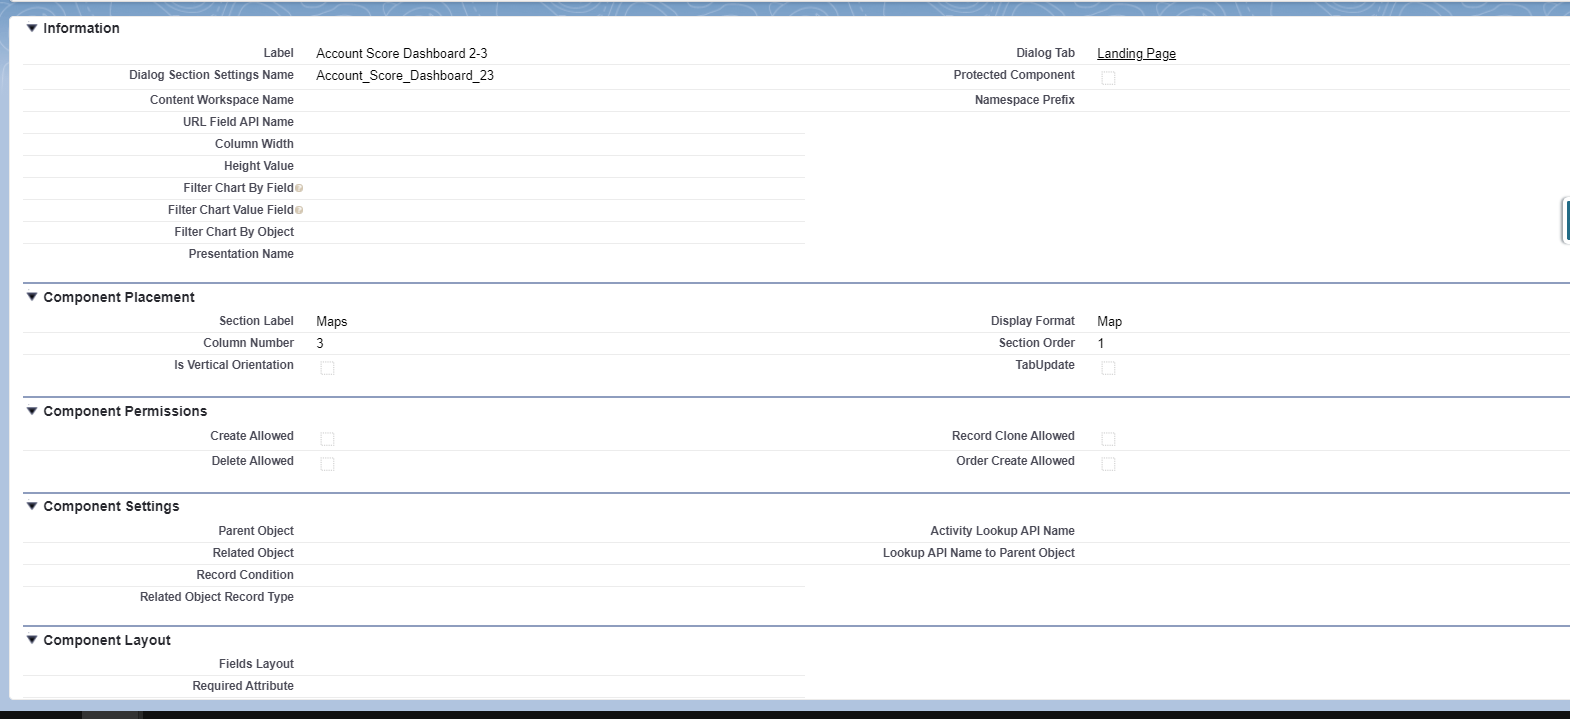 Information
Label Account Score Dashboard 2-3 Dialog Tab Landing Page
Dialog Section Settings Name Account_Score_Dashboard_23 Protected Component
Content Workspace Name Namespace Prefix
URL Field API Name
Column Width
Height Value
Filter Chart By Field
Filter Chart Value Field
Filter Chart By Object
Presentation Name
Component Placement
Section Label Maps Display Format Map
Column Number 3 Section Order 1
Is Vertical Orientation TabUpdate
Component Permissions
Create Allowed Record Clone Allowed
Delete Allowed Order Create Allowed
Component Settings
Parent Object Activity Lookup API Name
Related Object Lookup API Name to Parent Object
Record Condition
Related Object Record Type
Component Layout
Fields Layout
Required Attribute